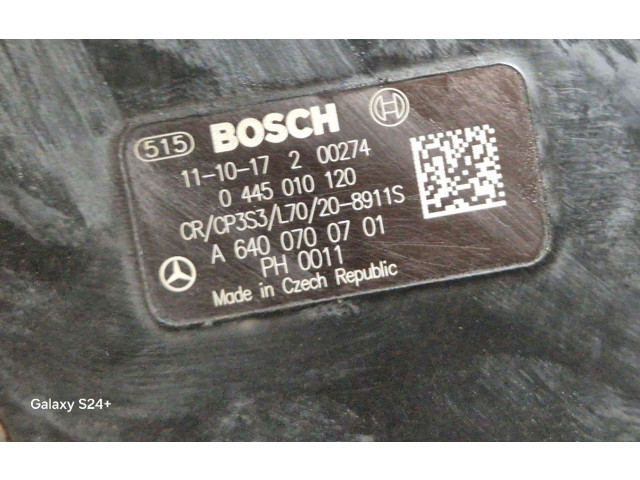 515 BOSCH
11-10-17 2 00274
0 445 010 120
CR/CP3S3/L70/20-8911S
A 640 070 07 01
PH 0011
Made in Czech Republic
Galaxy S24+